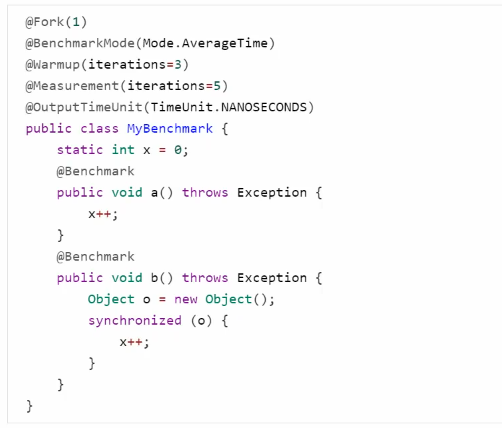 @Fork(1)
@BenchmarkMode(Mode.AverageTime)
@Warmup(iterations=3)
@Measurement(iterations=5)
@OutputTimeUnit(TimeUnit.NANOSECONDS)
public class MyBenchmark {
    static int x = 0;
    @Benchmark
    public void a() throws Exception {
        x++;
    }
    @Benchmark
    public void b() throws Exception {
        Object o = new Object();
        synchronized (o) {
            x++;
        }
    }
}